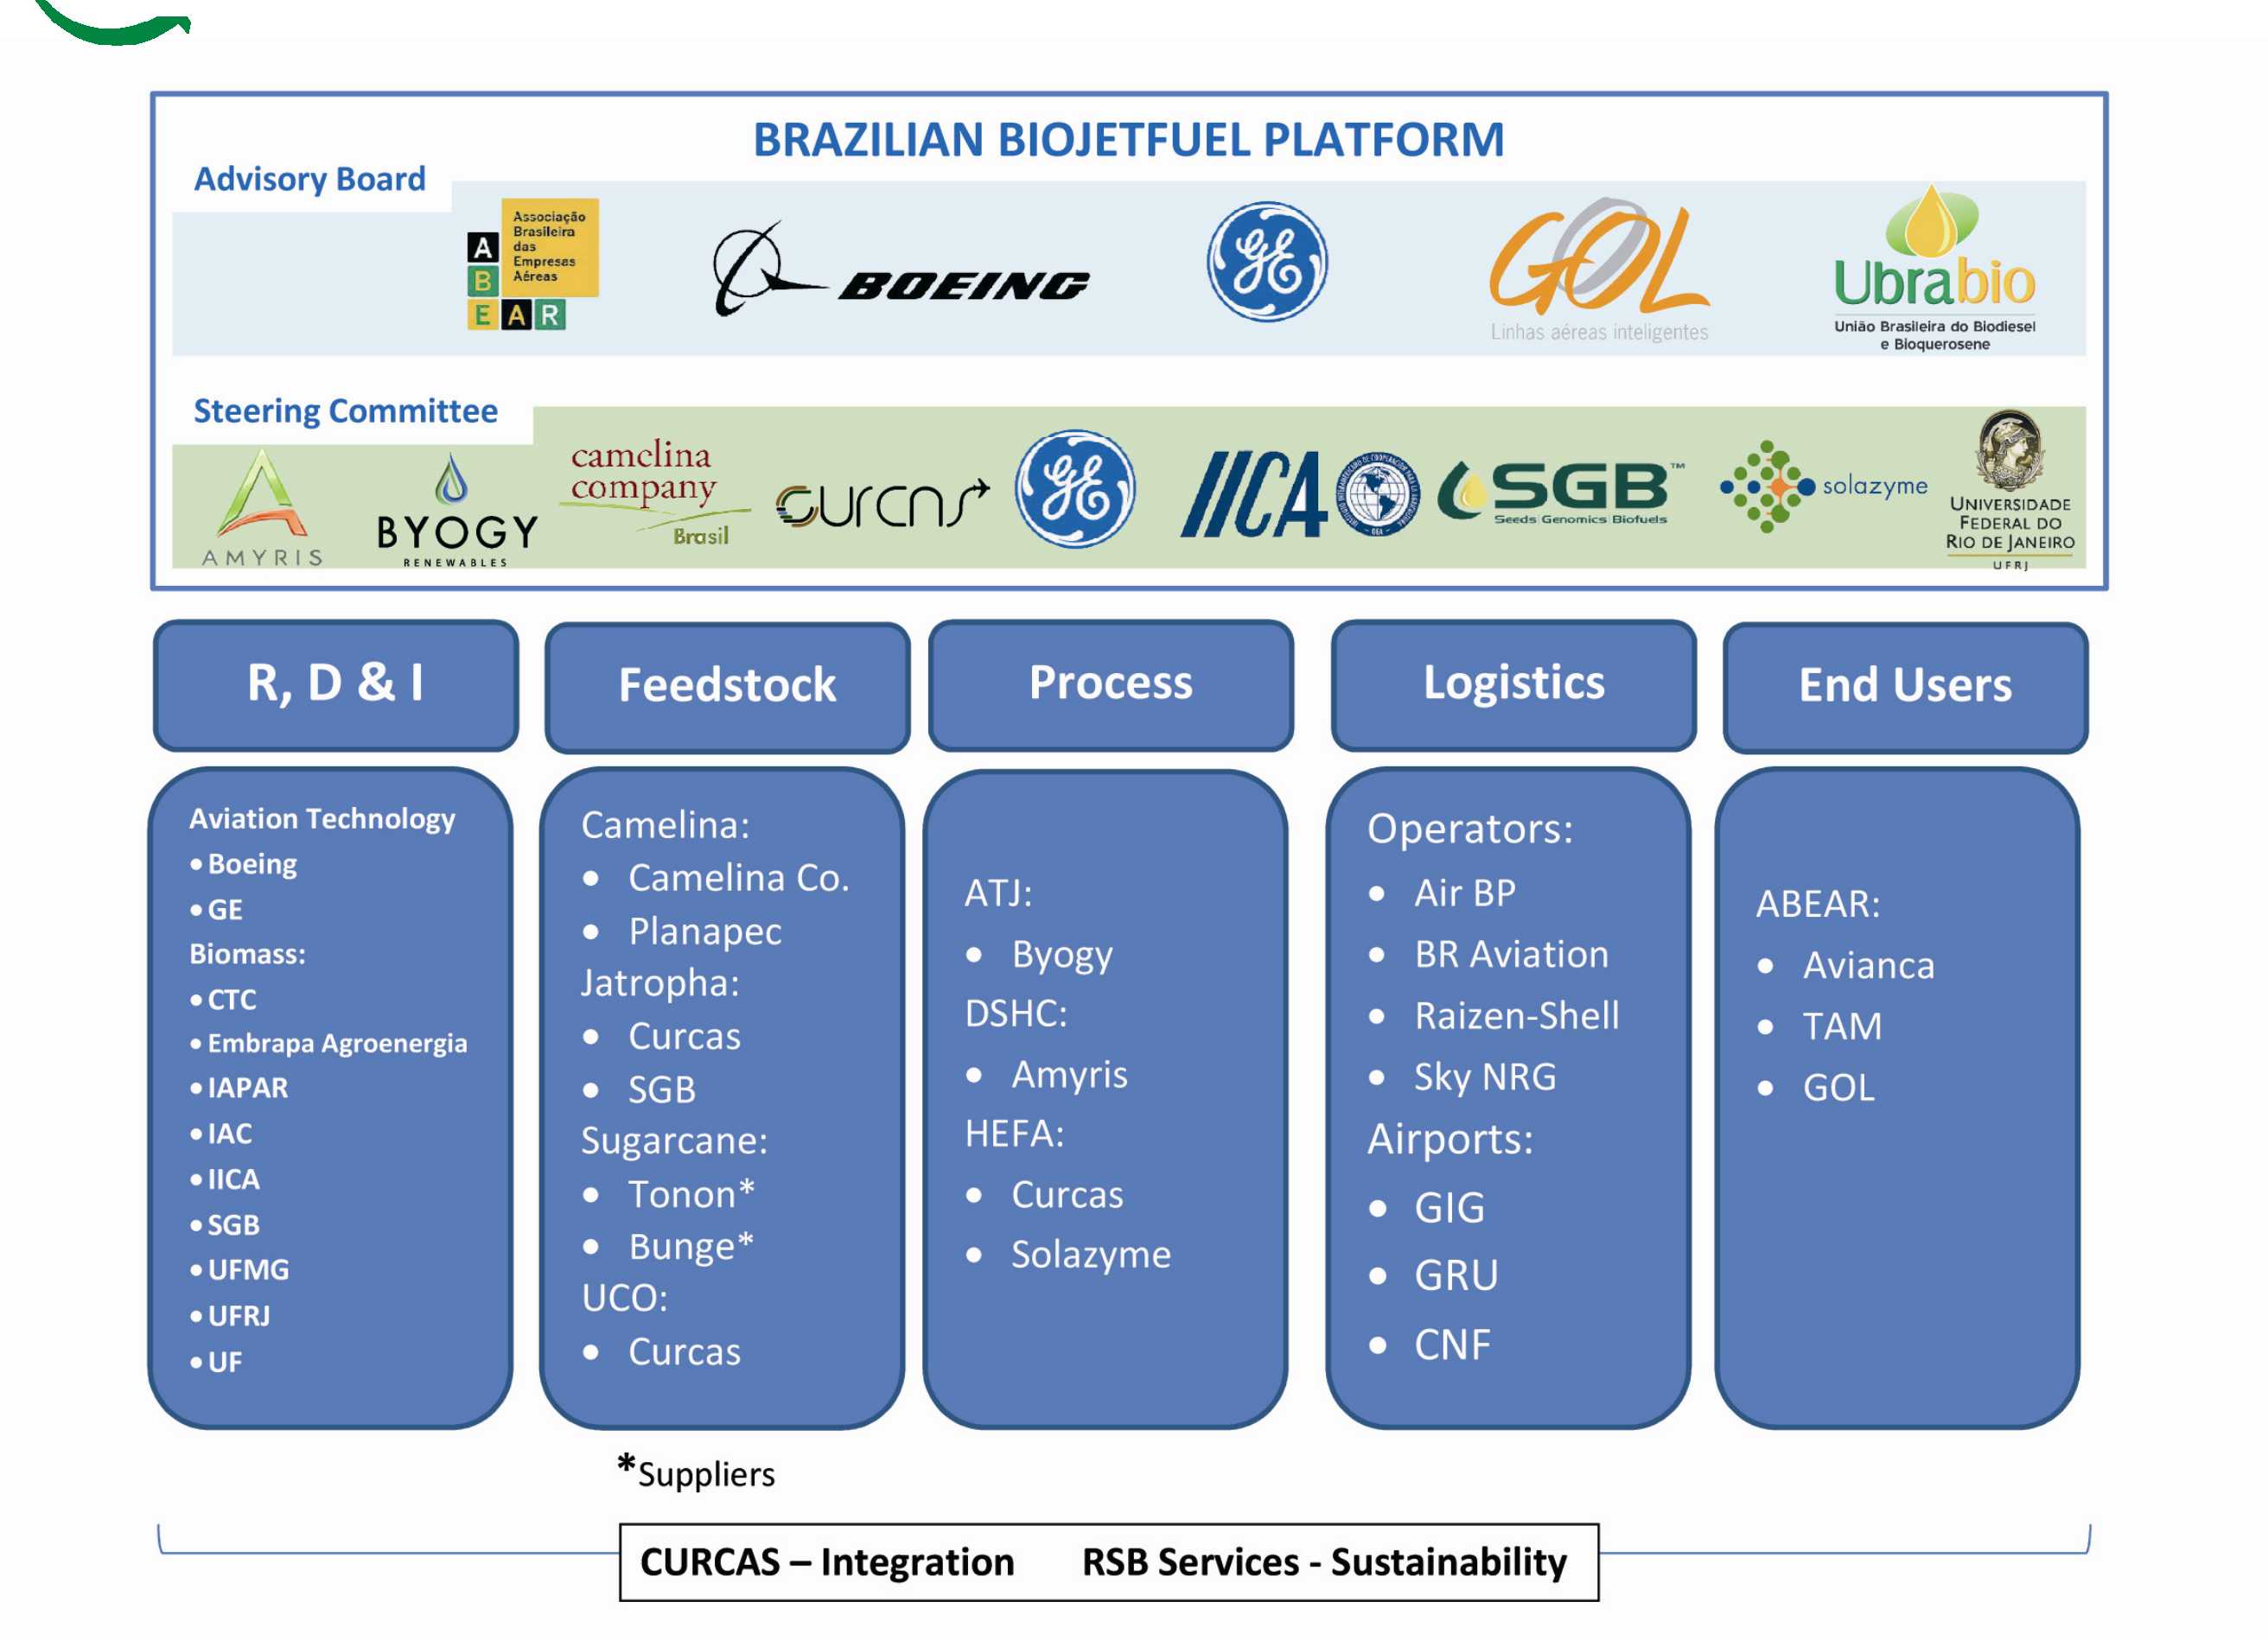 BRAZILIAN BIOJETFUEL PLATFORM
Advisory Board
Associação
Brasileira
das
Empresas
Aéreas
A
B
E A R
BOEING
GE
GOL
Linhas aéreas inteligentes
Ubrabio
União Brasileira do Biodiesel
e Bioquerosene
Steering Committee
AMYRIS
BYOGY
RENEWABLES
camelina
company
Brasil
curcas
GE
IICA
SGB™
Seeds Genomics Biofuels
solazyme
UNIVERSIDADE
FEDERAL DO
RIO DE JANEIRO
UFRJ
R, D & I
Feedstock
Process
Logistics
End Users
Aviation Technology
• Boeing
• GE
Biomass:
• CTC
• Embrapa Agroenergia
• IAPAR
• IAC
• IICA
• SGB
• UFMG
• UFRJ
• UF
Camelina:
• Camelina Co.
• Planapec
Jatropha:
• Curcas
• SGB
Sugarcane:
• Tonon*
• Bunge*
UCO:
• Curcas
ATJ:
• Byogy
DSHC:
• Amyris
HEFA:
• Curcas
• Solazyme
Operators:
• Air BP
• BR Aviation
• Raizen-Shell
• Sky NRG
Airports:
• GIG
• GRU
• CNF
ABEAR:
• Avianca
• TAM
• GOL
*Suppliers
CURCAS – Integration RSB Services - Sustainability